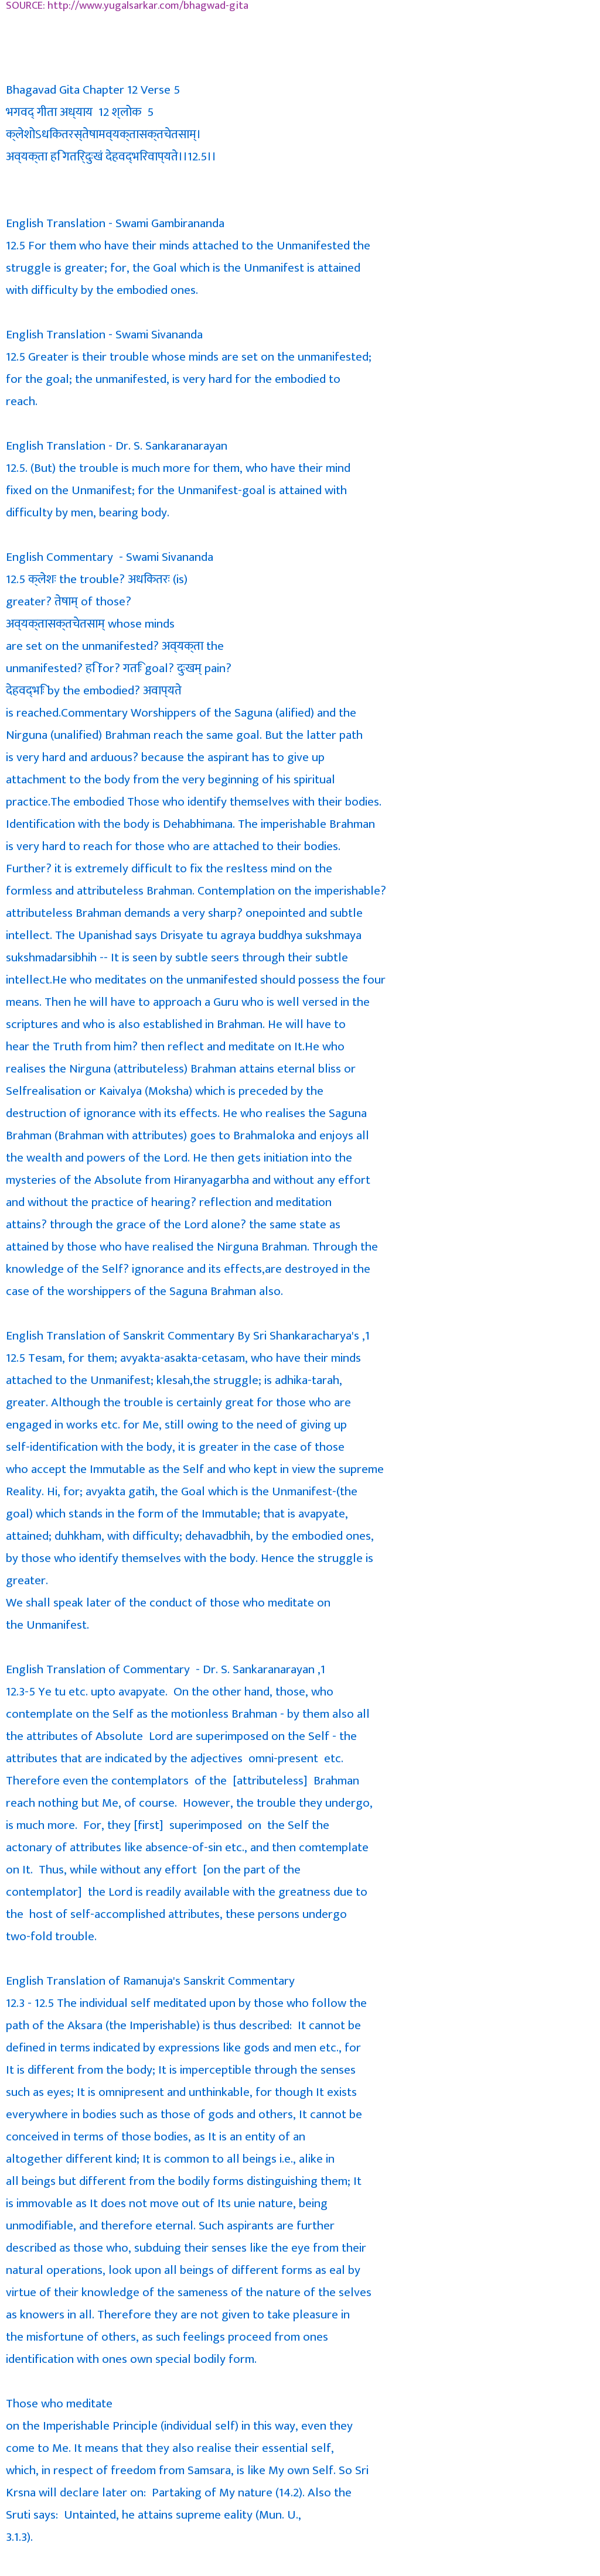 SOURCE: http://www.yugalsarkar.com/bhagwad-gita
Bhagavad Gita Chapter 12 Verse 5
भगवद् गीता अध्याय 12 श्लोक 5
क्लेशोऽधिकतरस्तेषामव्यक्तासक्तचेतसाम्।
अव्यक्ता हि गतिर्दुःखं देहवद्भिरवाप्यते।।12.5।।
English Translation - Swami Gambirananda
12.5 For them who have their minds attached to the Unmanifested the
struggle is greater; for, the Goal which is the Unmanifest is attained
with difficulty by the embodied ones.
English Translation - Swami Sivananda
12.5 Greater is their trouble whose minds are set on the unmanifested;
for the goal; the unmanifested, is very hard for the embodied to
reach.
English Translation - Dr. S. Sankaranarayan
12.5. (But) the trouble is much more for them, who have their mind
fixed on the Unmanifest; for the Unmanifest-goal is attained with
difficulty by men, bearing body.
English Commentary - Swami Sivananda
12.5 क्लेशः the trouble? अधिकतरः (is)
greater? तेषाम् of those?
अव्यक्तासक्तचेतसाम् whose minds
are set on the unmanifested? अव्यक्ता the
unmanifested? हि for? गतिः goal? दुःखम् pain?
देहवद्भिः by the embodied? अवाप्यते
is reached.Commentary Worshippers of the Saguna (alified) and the
Nirguna (unalified) Brahman reach the same goal. But the latter path
is very hard and arduous? because the aspirant has to give up
attachment to the body from the very beginning of his spiritual
practice.The embodied Those who identify themselves with their bodies.
Identification with the body is Dehabhimana. The imperishable Brahman
is very hard to reach for those who are attached to their bodies.
Further? it is extremely difficult to fix the resltess mind on the
formless and attributeless Brahman. Contemplation on the imperishable?
attributeless Brahman demands a very sharp? onepointed and subtle
intellect. The Upanishad says Drisyate tu agraya buddhya sukshmaya
sukshmadarsibhih -- It is seen by subtle seers through their subtle
intellect.He who meditates on the unmanifested should possess the four
means. Then he will have to approach a Guru who is well versed in the
scriptures and who is also established in Brahman. He will have to
hear the Truth from him? then reflect and meditate on It.He who
realises the Nirguna (attributeless) Brahman attains eternal bliss or
Selfrealisation or Kaivalya (Moksha) which is preceded by the
destruction of ignorance with its effects. He who realises the Saguna
Brahman (Brahman with attributes) goes to Brahmaloka and enjoys all
the wealth and powers of the Lord. He then gets initiation into the
mysteries of the Absolute from Hiranyagarbha and without any effort
and without the practice of hearing? reflection and meditation
attains? through the grace of the Lord alone? the same state as
attained by those who have realised the Nirguna Brahman. Through the
knowledge of the Self? ignorance and its effects,are destroyed in the
case of the worshippers of the Saguna Brahman also.
English Translation of Sanskrit Commentary By Sri Shankaracharya's ,1
12.5 Tesam, for them; avyakta-asakta-cetasam, who have their minds
attached to the Unmanifest; klesah,the struggle; is adhika-tarah,
greater. Although the trouble is certainly great for those who are
engaged in works etc. for Me, still owing to the need of giving up
self-identification with the body, it is greater in the case of those
who accept the Immutable as the Self and who kept in view the supreme
Reality. Hi, for; avyakta gatih, the Goal which is the Unmanifest-(the
goal) which stands in the form of the Immutable; that is avapyate,
attained; duhkham, with difficulty; dehavadbhih, by the embodied ones,
by those who identify themselves with the body. Hence the struggle is
greater.
We shall speak later of the conduct of those who meditate on
the Unmanifest.
English Translation of Commentary - Dr. S. Sankaranarayan ,1
12.3-5 Ye tu etc. upto avapyate. On the other hand, those, who
contemplate on the Self as the motionless Brahman - by them also all
the attributes of Absolute Lord are superimposed on the Self - the
attributes that are indicated by the adjectives omni-present etc.
Therefore even the contemplators of the [attributeless] Brahman
reach nothing but Me, of course. However, the trouble they undergo,
is much more. For, they [first] superimposed on the Self the
actonary of attributes like absence-of-sin etc., and then comtemplate
on It. Thus, while without any effort [on the part of the
contemplator] the Lord is readily available with the greatness due to
the host of self-accomplished attributes, these persons undergo
two-fold trouble.
English Translation of Ramanuja's Sanskrit Commentary
12.3 - 12.5 The individual self meditated upon by those who follow the
path of the Aksara (the Imperishable) is thus described: It cannot be
defined in terms indicated by expressions like gods and men etc., for
It is different from the body; It is imperceptible through the senses
such as eyes; It is omnipresent and unthinkable, for though It exists
everywhere in bodies such as those of gods and others, It cannot be
conceived in terms of those bodies, as It is an entity of an
altogether different kind; It is common to all beings i.e., alike in
all beings but different from the bodily forms distinguishing them; It
is immovable as It does not move out of Its unie nature, being
unmodifiable, and therefore eternal. Such aspirants are further
described as those who, subduing their senses like the eye from their
natural operations, look upon all beings of different forms as eal by
virtue of their knowledge of the sameness of the nature of the selves
as knowers in all. Therefore they are not given to take pleasure in
the misfortune of others, as such feelings proceed from ones
identification with ones own special bodily form.
Those who meditate
on the Imperishable Principle (individual self) in this way, even they
come to Me. It means that they also realise their essential self,
which, in respect of freedom from Samsara, is like My own Self. So Sri
Krsna will declare later on: Partaking of My nature (14.2). Also the
Sruti says: Untainted, he attains supreme eality (Mun. U.,
3.1.3).